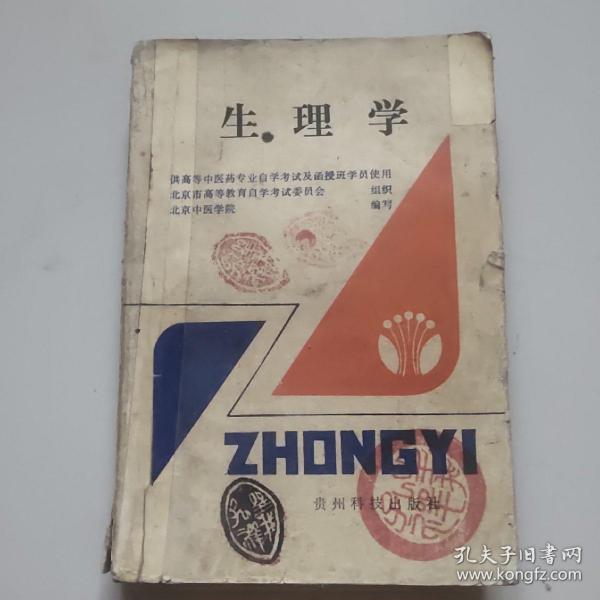 生理学
供高等中医药专业自学考试及函授班学员使用
北京市高等教育自学考试委员会 组织
北京中医学院 编写
ZHONGYI
贵州科技出版社
孔夫子旧书网
www.kongfz.com